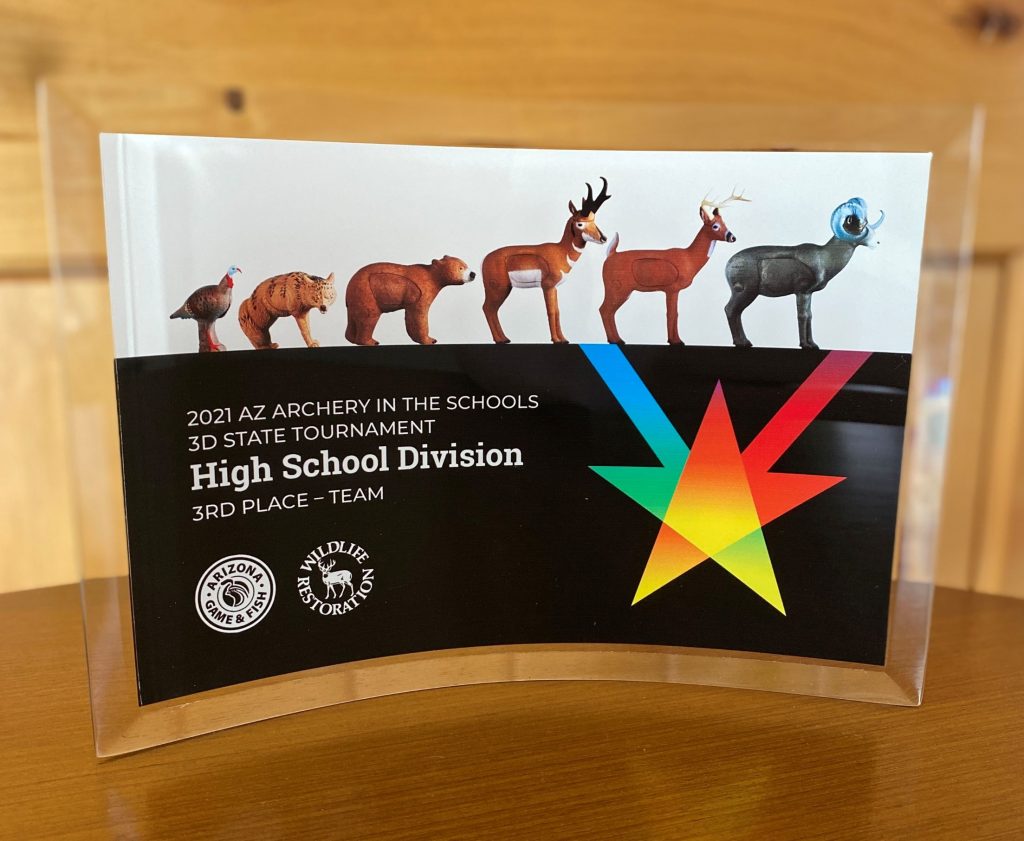 2021 AZ ARCHERY IN THE SCHOOLS
3D STATE TOURNAMENT
High School Division
3RD PLACE – TEAM
ARIZONA
GAME & FISH
WILDLIFE
RESTORATION